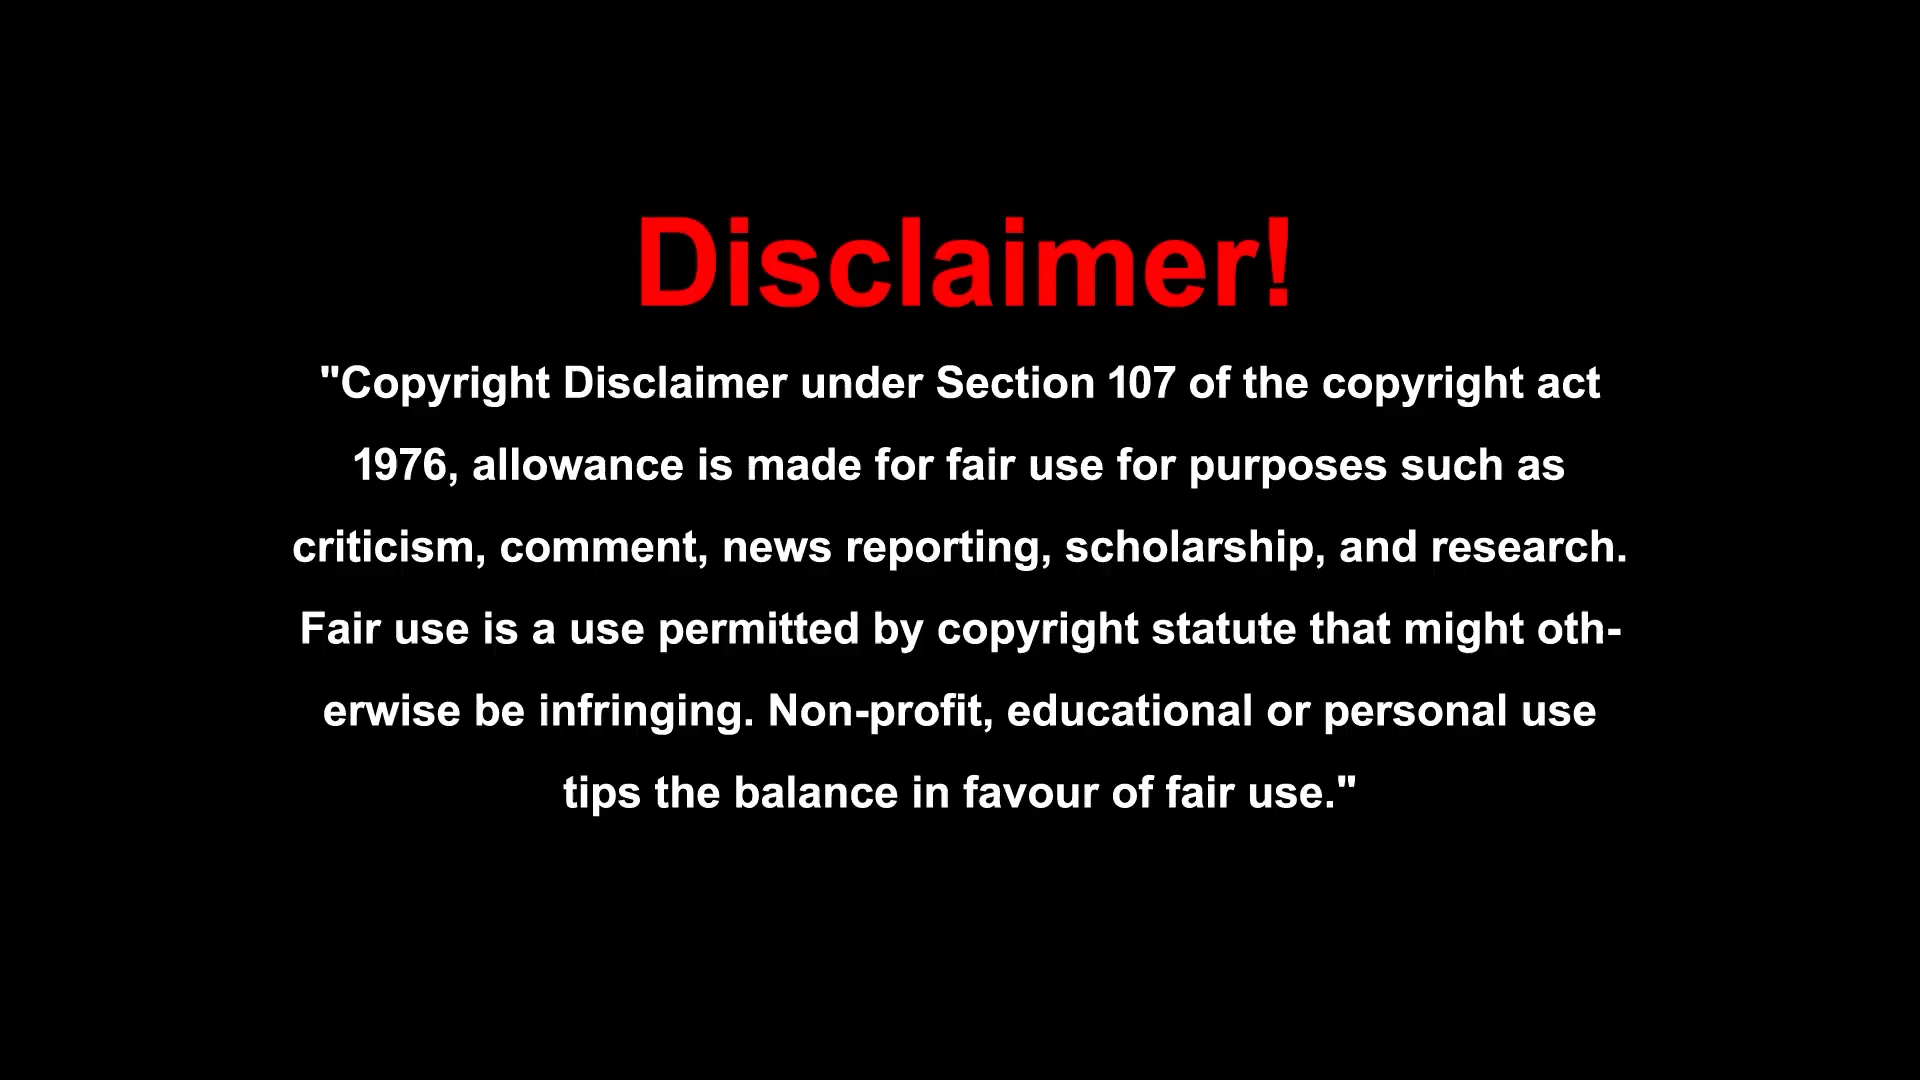 Disclaimer!
"Copyright Disclaimer under Section 107 of the copyright act
1976, allowance is made for fair use for purposes such as
criticism, comment, news reporting, scholarship, and research.
Fair use is a use permitted by copyright statute that might oth-
erwise be infringing. Non-profit, educational or personal use
tips the balance in favour of fair use."